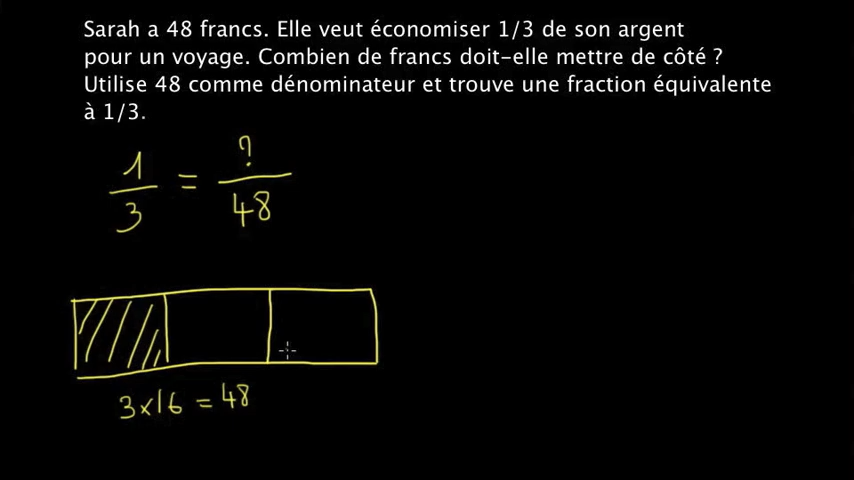 Sarah a 48 francs. Elle veut économiser 1/3 de son argent
pour un voyage. Combien de francs doit-elle mettre de côté ?
Utilise 48 comme dénominateur et trouve une fraction équivalente
à 1/3.
1/3 = ?/48
3x16 = 48